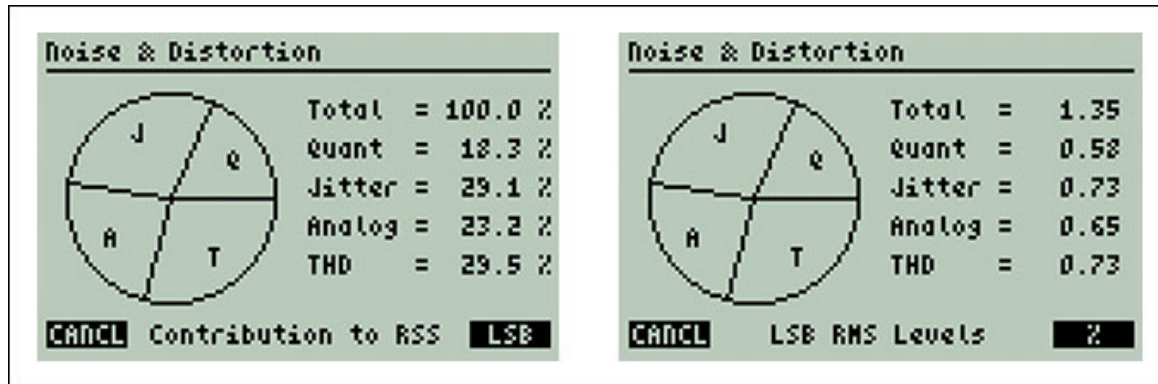 Noise & Distortion
J
Q
A
T
Total = 100.0 %
Quant = 18.3 %
Jitter = 29.1 %
Analog = 23.2 %
THD = 29.5 %
CANCL Contribution to RSS LSB
Noise & Distortion
J
Q
A
T
Total = 1.35
Quant = 0.58
Jitter = 0.73
Analog = 0.65
THD = 0.73
CANCL LSB RMS Levels %